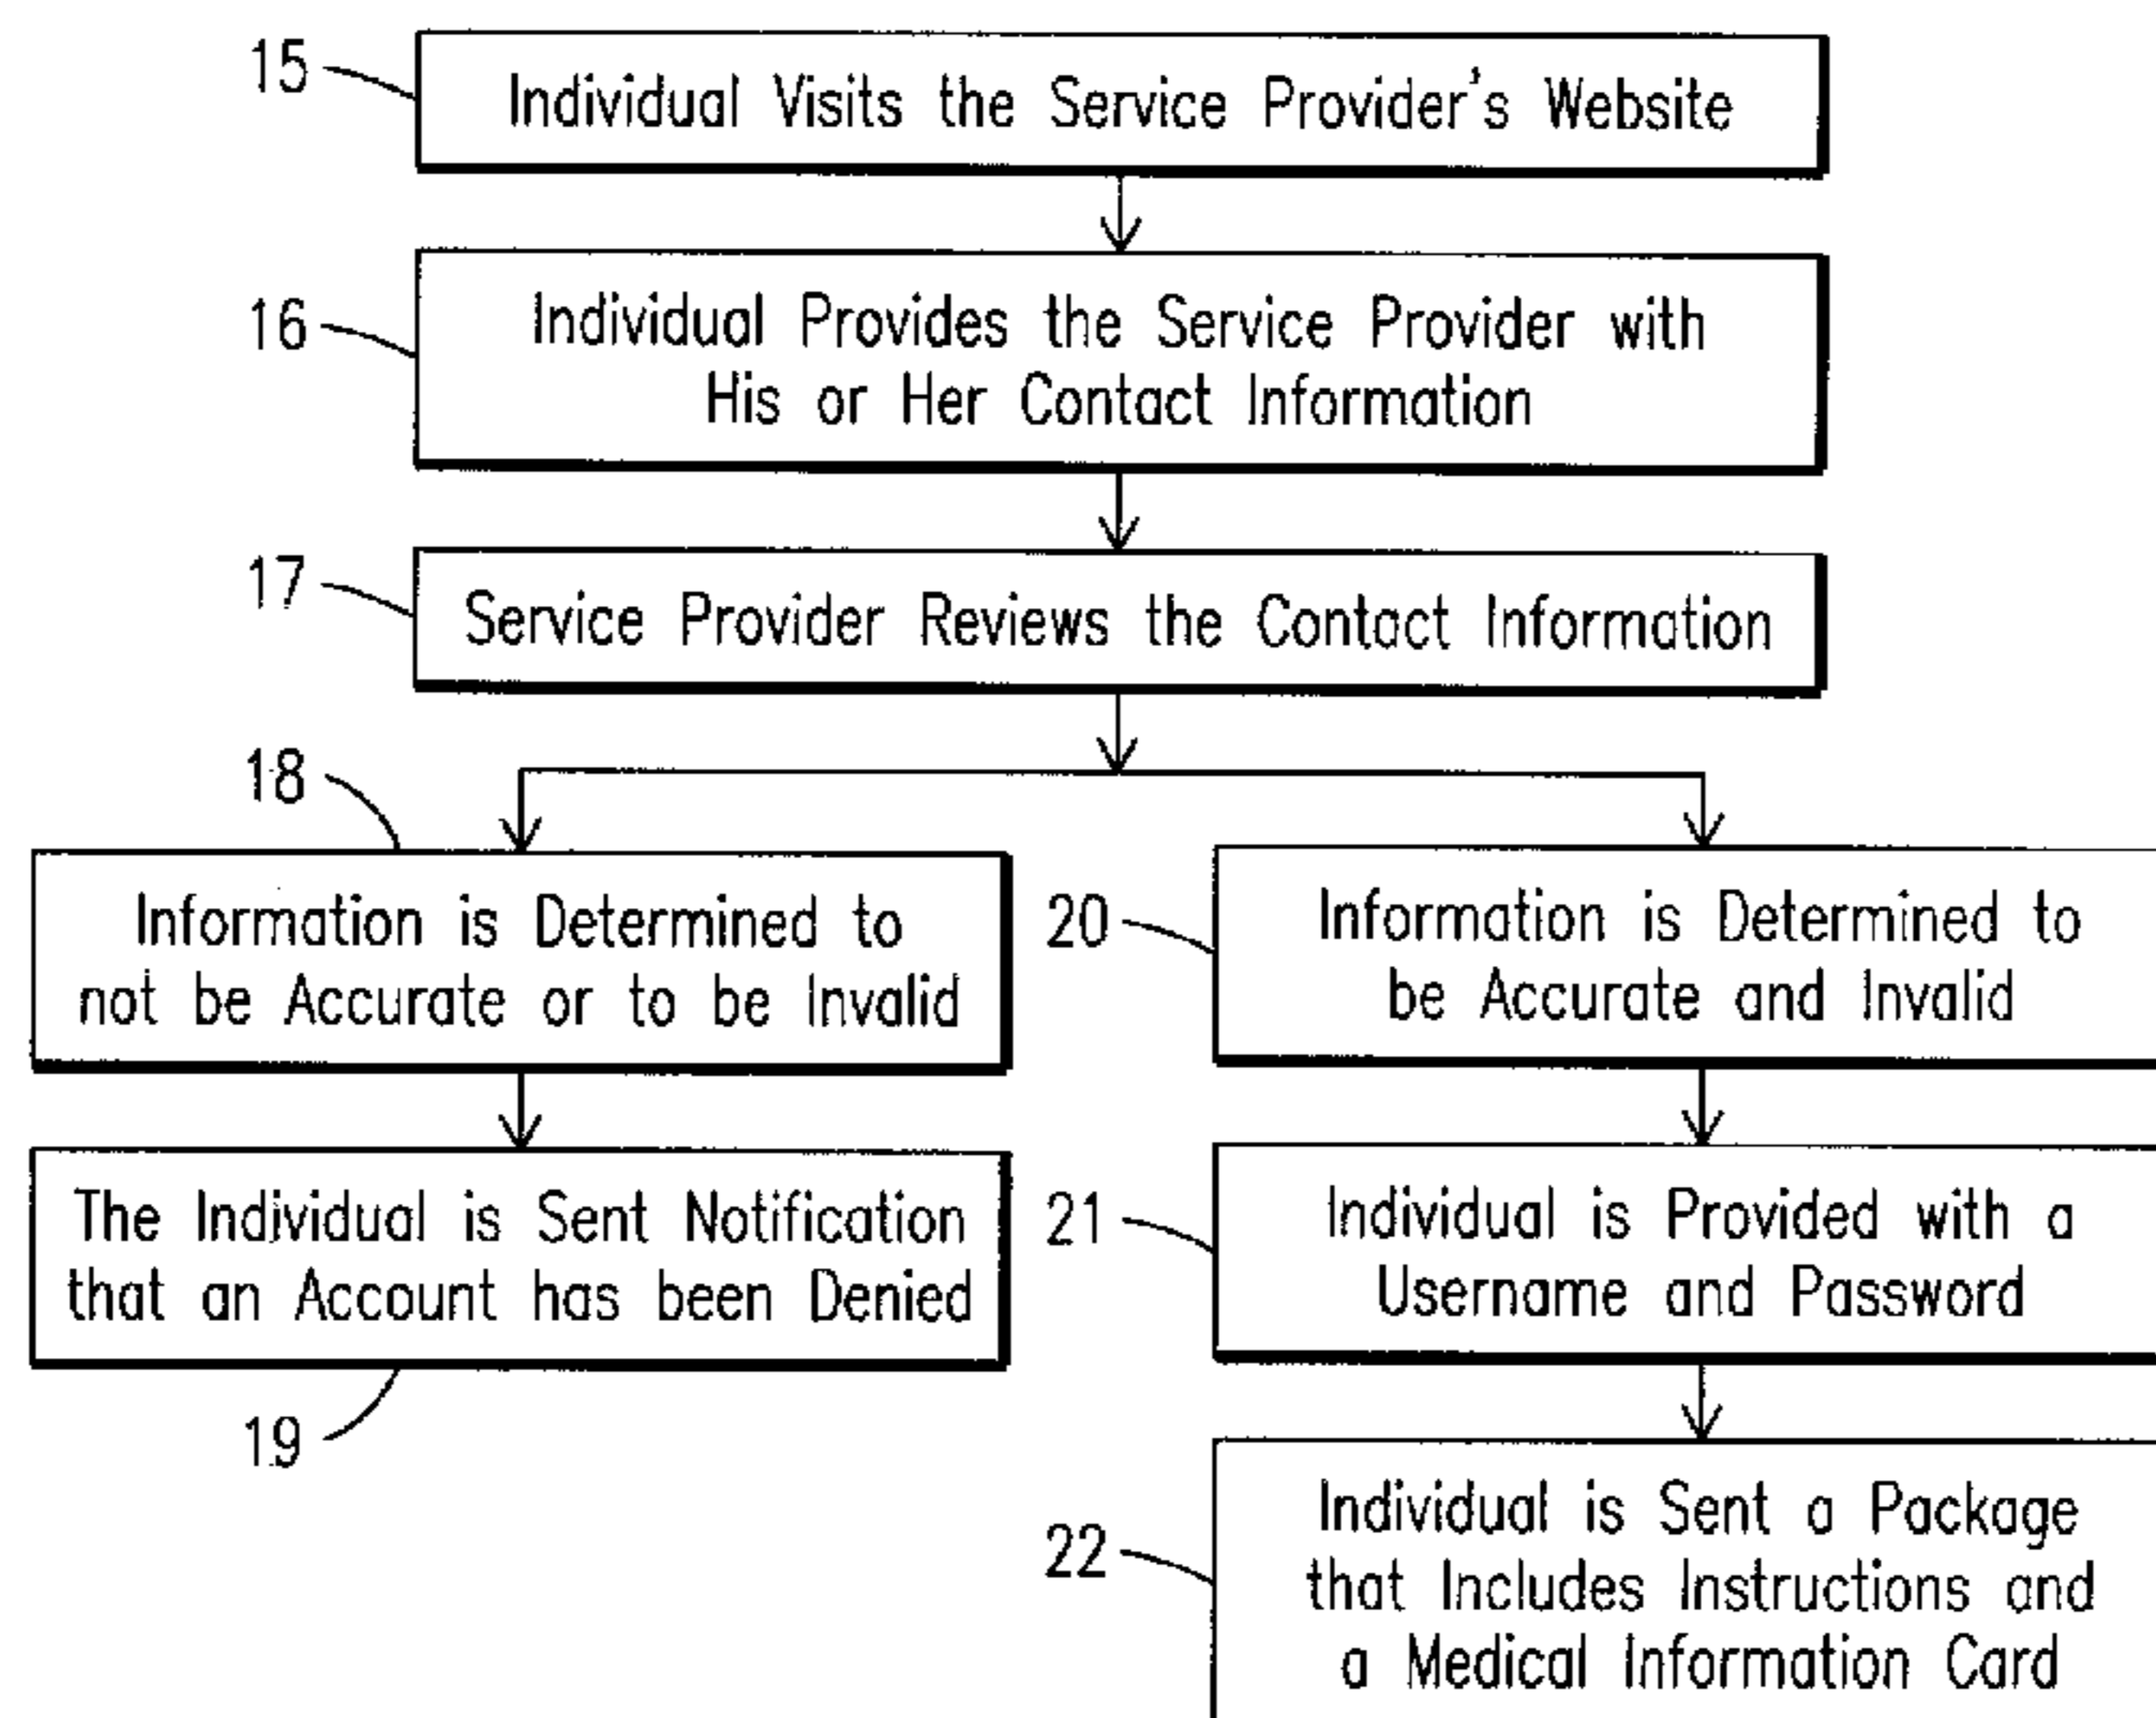 15
Individual Visits the Service Provider's Website
16
Individual Provides the Service Provider with
His or Her Contact Information
17
Service Provider Reviews the Contact Information
18
Information is Determined to
not be Accurate or to be Invalid
20
Information is Determined to
be Accurate and Invalid
The Individual is Sent Notification
that an Account has been Denied
19
21
Individual is Provided with a
Username and Password
22
Individual is Sent a Package
that Includes Instructions and
a Medical Information Card